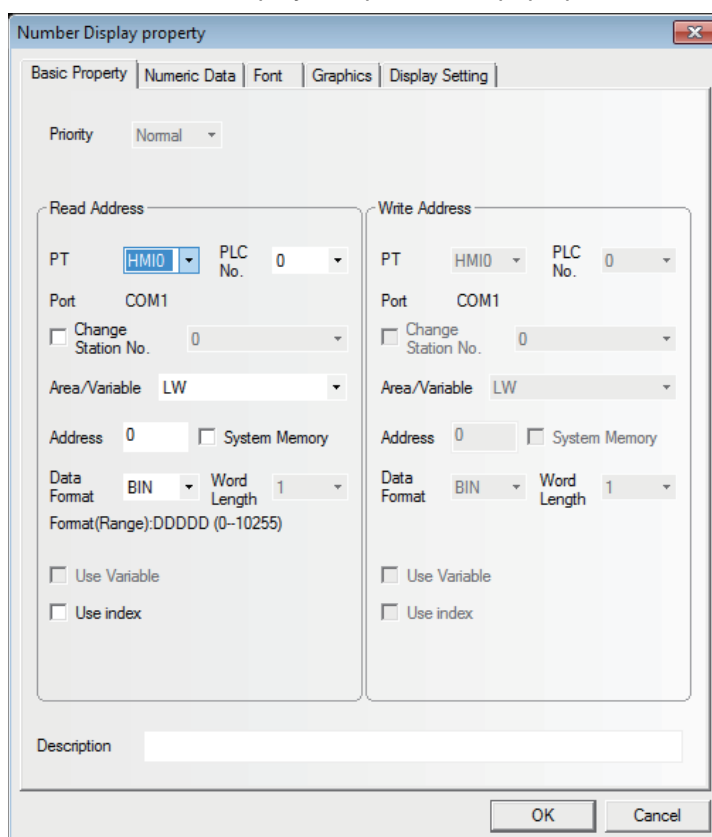 Number Display property
Basic Property Numeric Data Font Graphics Display Setting
Priority Normal
Read Address
PT HMI0 PLC No. 0
Port COM1
Change Station No. 0
Area/Variable LW
Address 0 System Memory
Data Format BIN Word Length 1
Format(Range):DDDDD (0--10255)
Use Variable
Use index
Write Address
PT HMI0 PLC No. 0
Port COM1
Change Station No. 0
Area/Variable LW
Address 0 System Memory
Data Format BIN Word Length 1
Use Variable
Use index
Description
OK Cancel